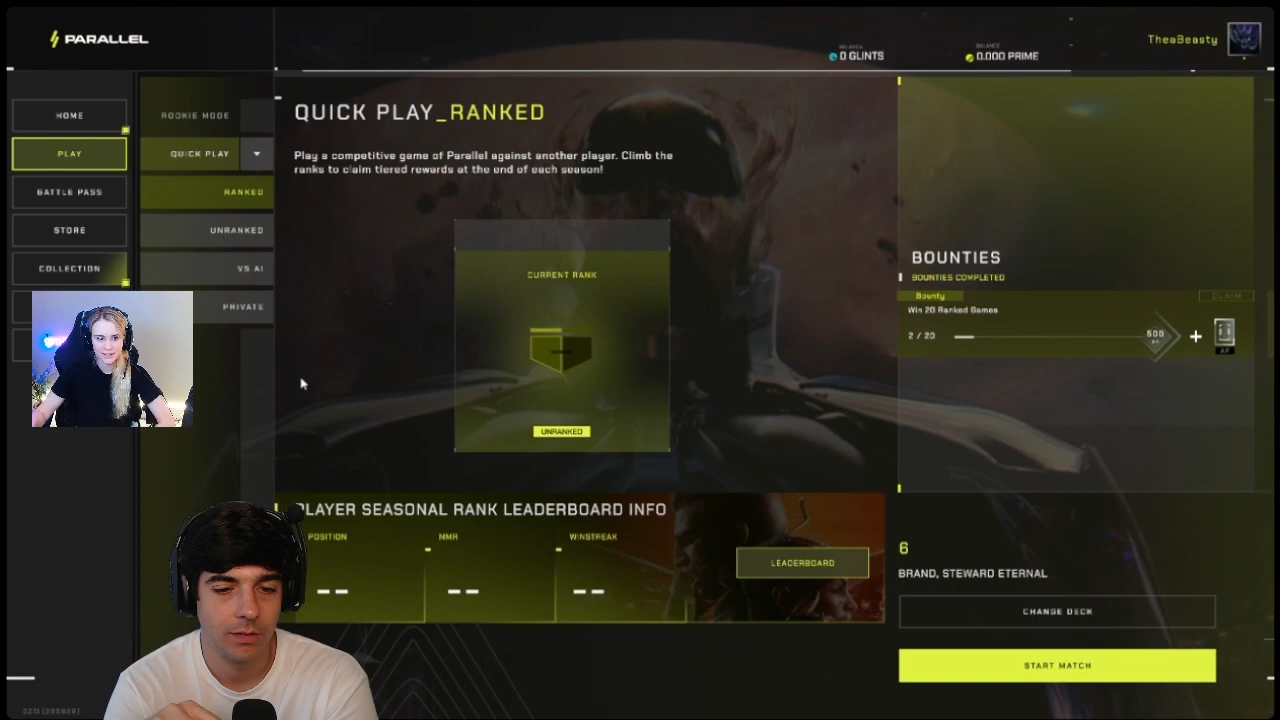 PARALLEL
0 GLINTS
BALANCE
0.000 PRIME
TheaBeasty
HOME
PLAY
BATTLE PASS
STORE
COLLECTION
ROOKIE MODE
QUICK PLAY
RANKED
UNRANKED
VS AI
PRIVATE
QUICK PLAY_RANKED
Play a competitive game of Parallel against another player. Climb the
ranks to claim tiered rewards at the end of each season!
CURRENT RANK
UNRANKED
BOUNTIES
BOUNTIES COMPLETED
Bounty
CLAIM
Win 20 Ranked Games
2 / 20
500
+
PLAYER SEASONAL RANK LEADERBOARD INFO
POSITION
MMR
WINSTREAK
-- -- --
LEADERBOARD
6
BRAND, STEWARD ETERNAL
CHANGE DECK
START MATCH